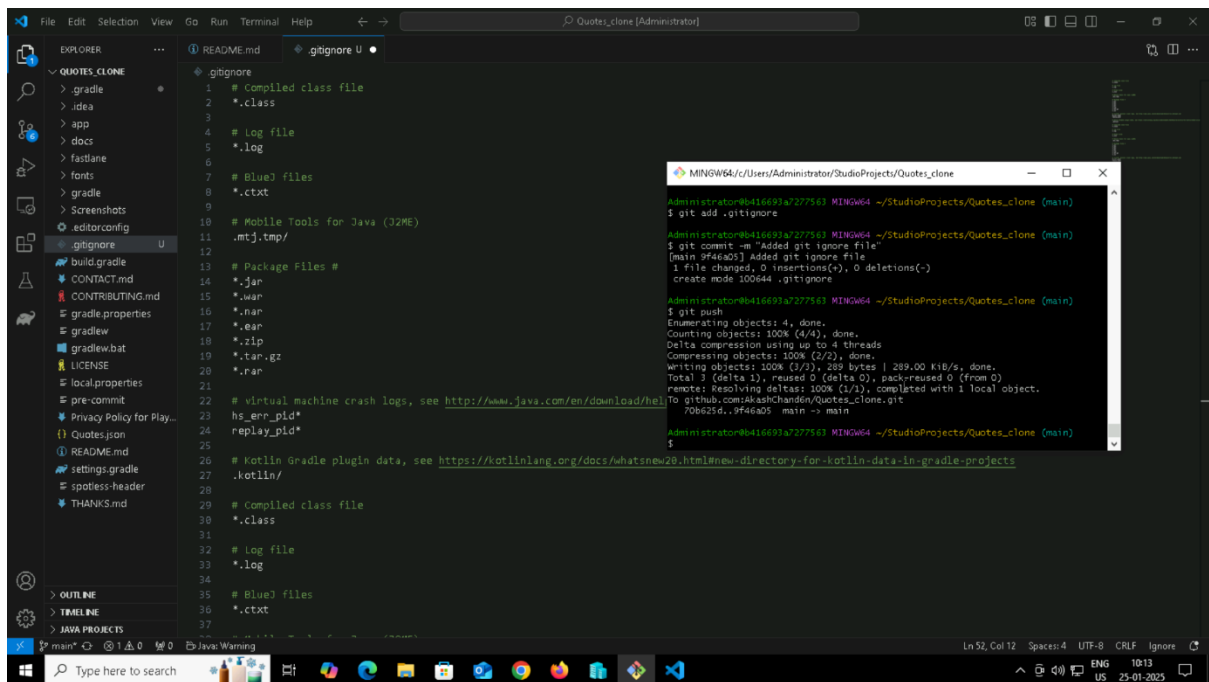 File Edit Selection View Go Run Terminal Help
Quotes_clone [Administrator]
EXPLORER
README.md
.gitignore U
QUOTES_CLONE
.gradle
.idea
app
docs
fastlane
fonts
gradle
Screenshots
.editorconfig
.gitignore U
build.gradle
CONTACT.md
CONTRIBUTING.md
gradle.properties
gradlew
gradlew.bat
LICENSE
local.properties
pre-commit
Privacy Policy for Play...
Quotes.json
README.md
settings.gradle
spotless-header
THANKS.md
OUTLINE
TIMELINE
JAVA PROJECTS
.gitignore
1 # Compiled class file
2 *.class
3
4 # Log file
5 *.log
6
7 # BlueJ files
8 *.ctxt
9
10 # Mobile Tools for Java (J2ME)
11 .mtj.tmp/
12
13 # Package Files #
14 *.jar
15 *.war
16 *.nar
17 *.ear
18 *.zip
19 *.tar.gz
20 *.rar
21
22 # virtual machine crash logs, see http://www.java.com/en/download/hel
23 hs_err_pid*
24 replay_pid*
25
26 # Kotlin Gradle plugin data, see https://kotlinlang.org/docs/whatsnew20.html#new-directory-for-kotlin-data-in-gradle-projects
27 .kotlin/
28
29 # Compiled class file
30 *.class
31
32 # Log file
33 *.log
34
35 # BlueJ files
36 *.ctxt
37
MINGW64:/c/Users/Administrator/StudioProjects/Quotes_clone
Administrator@b416693a7277563 MINGW64 ~/StudioProjects/Quotes_clone (main)
$ git add .gitignore
Administrator@b416693a7277563 MINGW64 ~/StudioProjects/Quotes_clone (main)
$ git commit -m "Added git ignore file"
[main 9f46a05] Added git ignore file
1 file changed, 0 insertions(+), 0 deletions(-)
create mode 100644 .gitignore
Administrator@b416693a7277563 MINGW64 ~/StudioProjects/Quotes_clone (main)
$ git push
Enumerating objects: 4, done.
Counting objects: 100% (4/4), done.
Delta compression using up to 4 threads
Compressing objects: 100% (2/2), done.
Writing objects: 100% (3/3), 289 bytes | 289.00 KiB/s, done.
Total 3 (delta 1), reused 0 (delta 0), pack-reused 0 (from 0)
remote: Resolving deltas: 100% (1/1), completed with 1 local object.
To github.com:AkashChand6n/Quotes_clone.git
70b625d..9f46a05 main -> main
Administrator@b416693a7277563 MINGW64 ~/StudioProjects/Quotes_clone (main)
$
main* 1 0 0 Java: Warning
Ln 52, Col 12 Spaces: 4 UTF-8 CRLF Ignore
Type here to search
ENG
US
10:13
25-01-2025